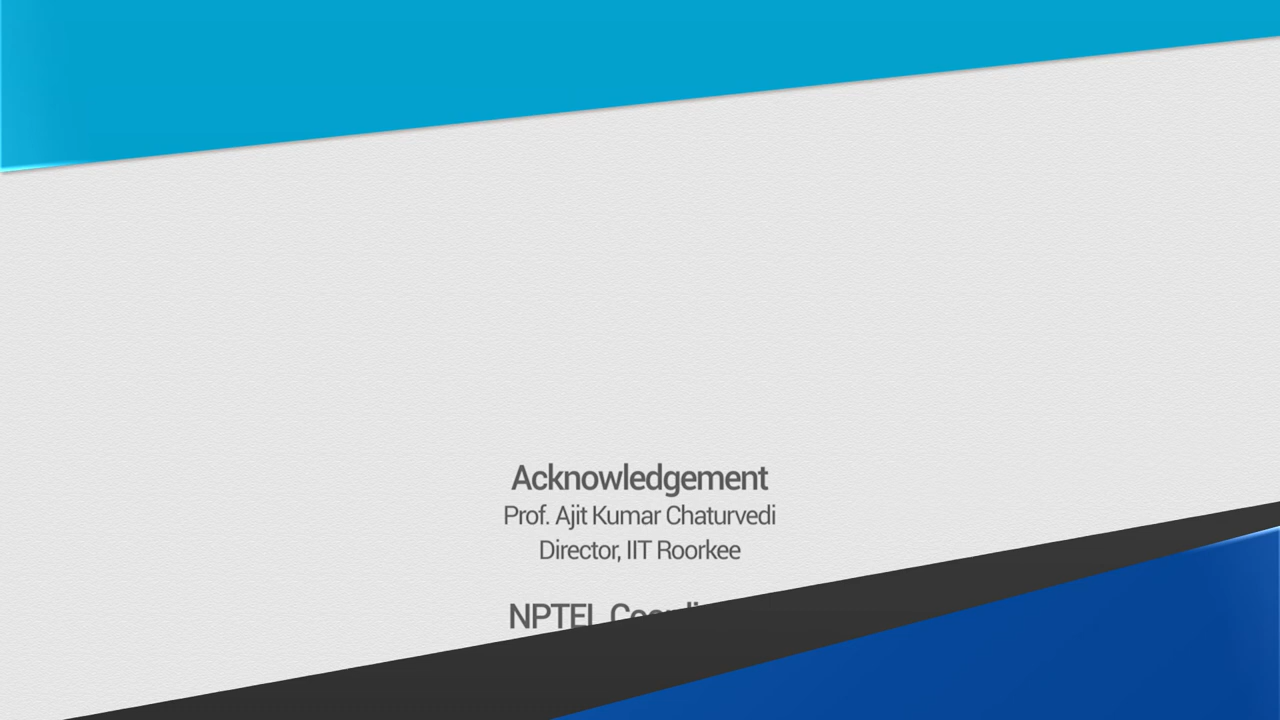 Acknowledgement
Prof. Ajit Kumar Chaturvedi
Director, IIT Roorkee
NPTEL